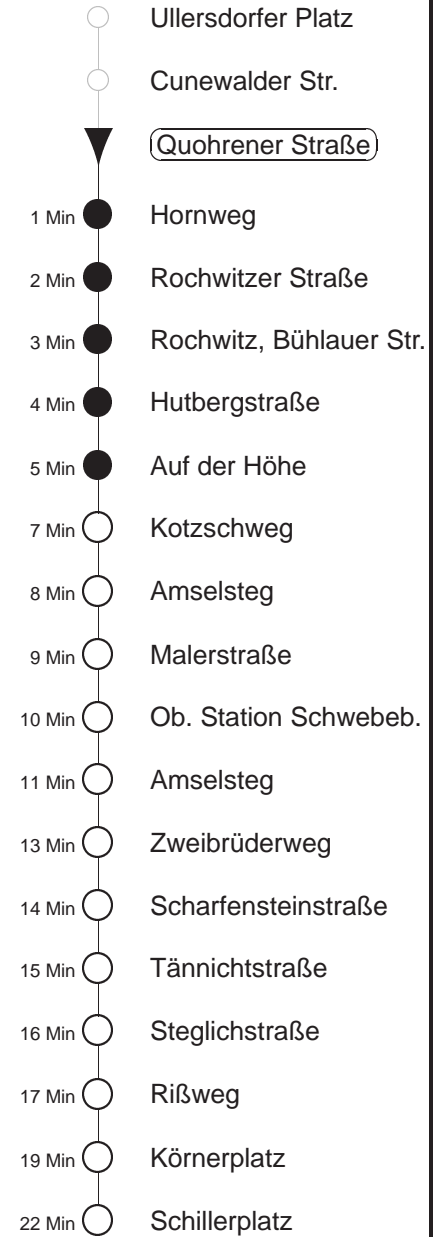 Ullersdorfer Platz
Cunewalder Str.
Quohrener Straße
1 Min Hornweg
2 Min Rochwitzer Straße
3 Min Rochwitz, Bühlauer Str.
4 Min Hutbergstraße
5 Min Auf der Höhe
7 Min Kotzschweg
8 Min Amselsteg
9 Min Malerstraße
10 Min Ob. Station Schwebeb.
11 Min Amselsteg
13 Min Zweibrüderweg
14 Min Scharfensteinstraße
15 Min Tännichtstraße
16 Min Steglichstraße
17 Min Rißweg
19 Min Körnerplatz
22 Min Schillerplatz